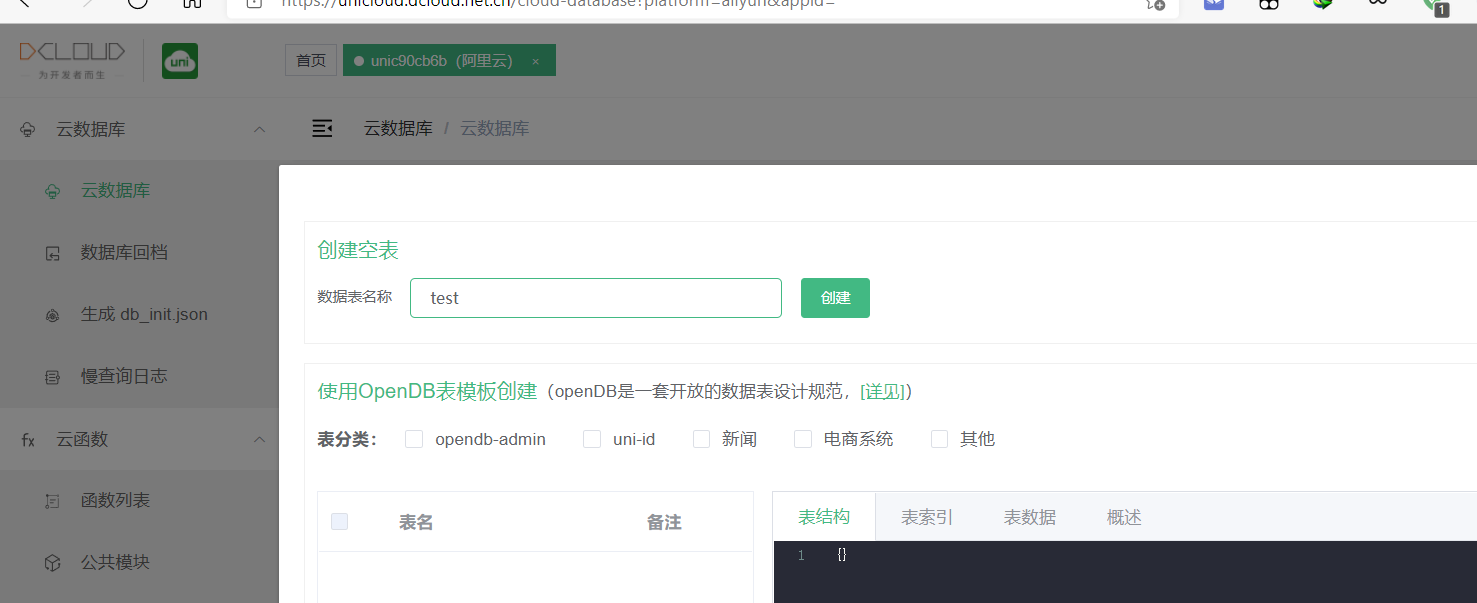 https://unicloud.dcloud.net.cn/cloud-database?platform=aliyun&appid=
1
DCLOUD
为开发者而生
uni
首页
unic90cb6b（阿里云） ×
云数据库
云数据库 / 云数据库
云数据库
数据库回档
生成 db_init.json
慢查询日志
fx 云函数
函数列表
公共模块
创建空表
数据表名称 test 创建
使用OpenDB表模板创建（openDB是一套开放的数据表设计规范，[详见]）
表分类： opendb-admin uni-id 新闻 电商系统 其他
表名 备注
表结构 表索引 表数据 概述
1 {}